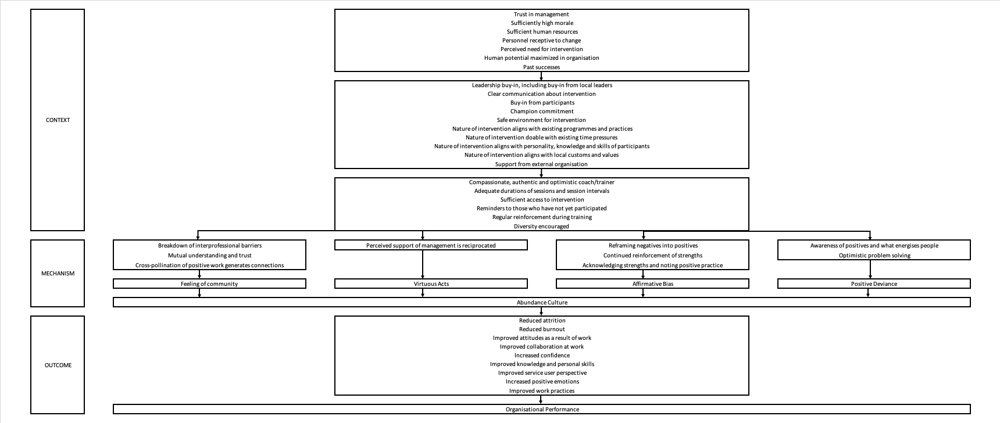 CONTEXT
Trust in management
Sufficiently high morale
Sufficient human resources
Personnel receptive to change
Perceived need for intervention
Human potential maximized in organisation
Past successes
Leadership buy-in, including buy-in from local leaders
Clear communication about intervention
Buy-in from participants
Champion commitment
Safe environment for intervention
Nature of intervention aligns with existing programmes and practices
Nature of intervention doable with existing time pressures
Nature of intervention aligns with personality, knowledge and skills of participants
Nature of intervention aligns with local customs and values
Support from external organisation
Compassionate, authentic and optimistic coach/trainer
Adequate durations of sessions and session intervals
Sufficient access to intervention
Reminders to those who have not yet participated
Regular reinforcement during training
Diversity encouraged
MECHANISM
Breakdown of interprofessional barriers
Mutual understanding and trust
Cross-pollination of positive work generates connections
Perceived support of management is reciprocated
Reframing negatives into positives
Continued reinforcement of strengths
Acknowledging strengths and noting positive practice
Awareness of positives and what energises people
Optimistic problem solving
Feeling of community
Virtuous Acts
Affirmative Bias
Positive Deviance
Abundance Culture
OUTCOME
Reduced attrition
Reduced burnout
Improved attitudes as a result of work
Improved collaboration at work
Increased confidence
Improved knowledge and personal skills
Improved service user perspective
Increased positive emotions
Improved work practices
Organisational Performance